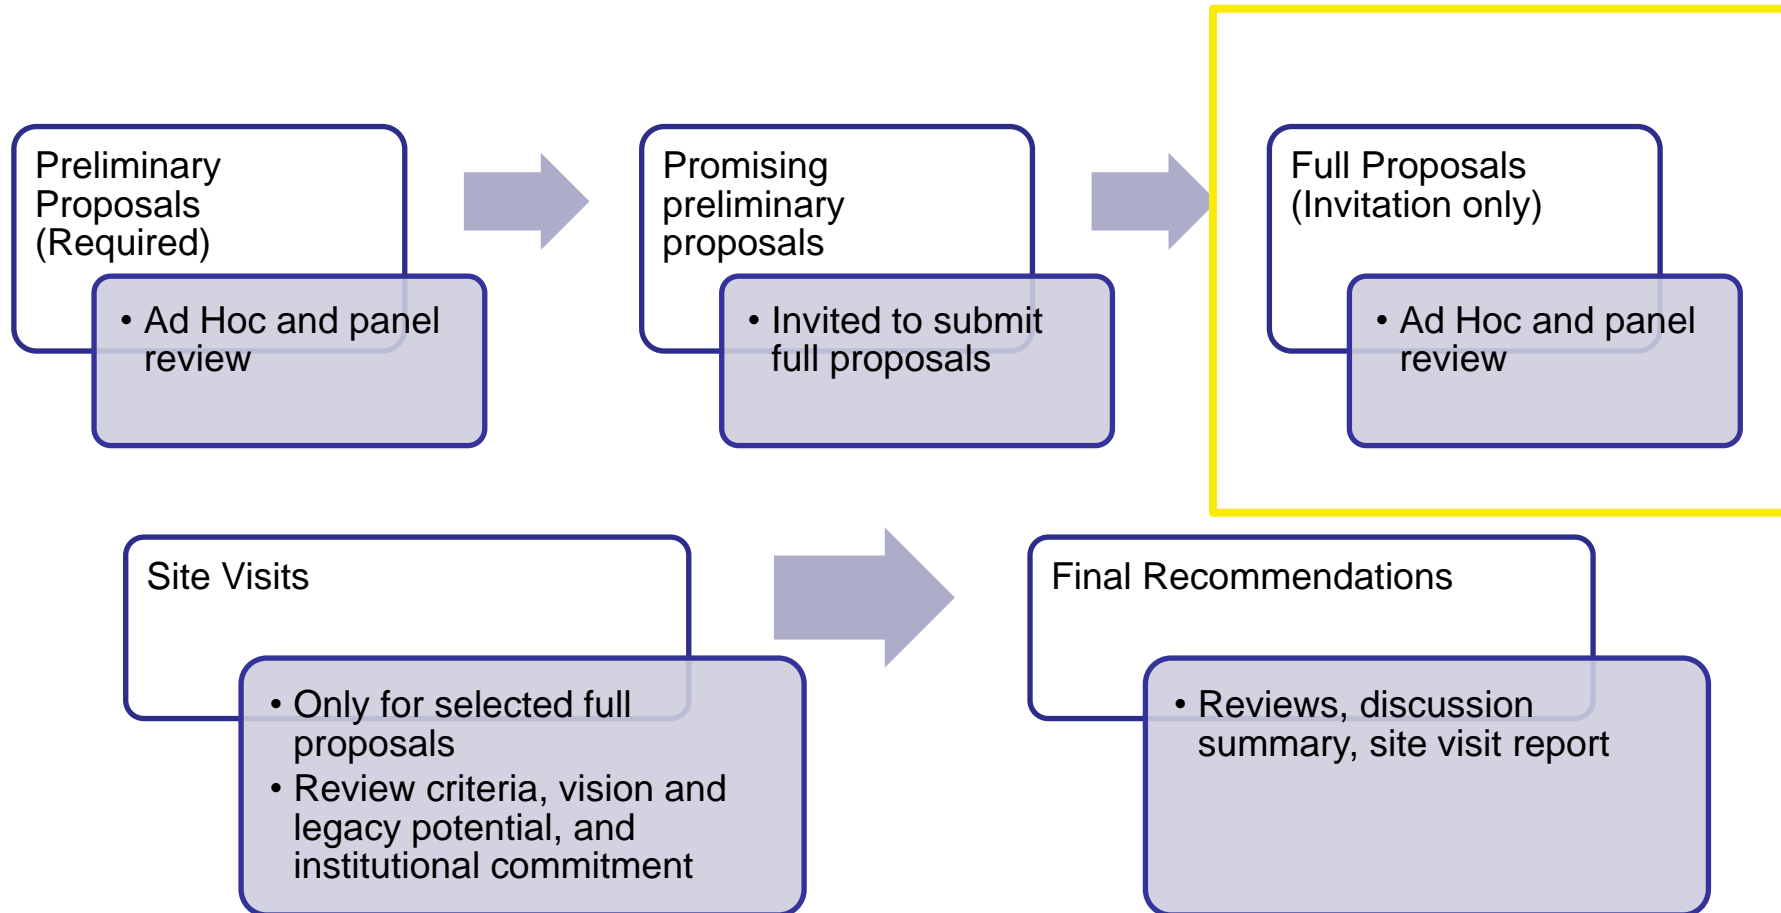 Preliminary
Proposals
(Required)
• Ad Hoc and panel
review
Promising
preliminary
proposals
• Invited to submit
full proposals
Full Proposals
(Invitation only)
• Ad Hoc and panel
review
Site Visits
• Only for selected full
proposals
• Review criteria, vision and
legacy potential, and
institutional commitment
Final Recommendations
• Reviews, discussion
summary, site visit report